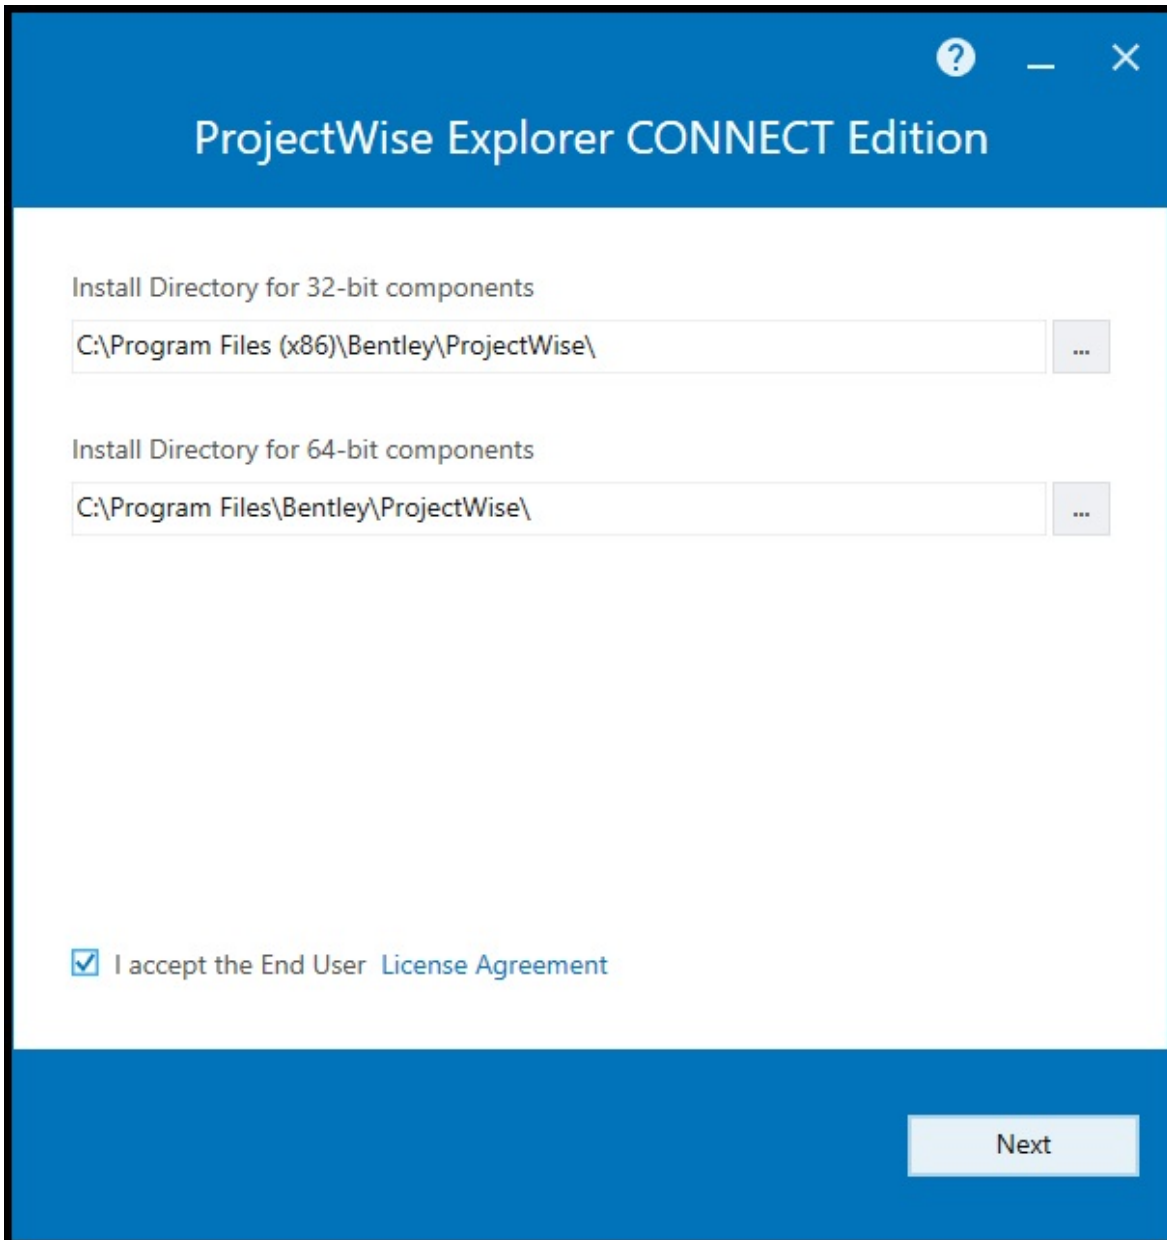 ?
ProjectWise Explorer CONNECT Edition
Install Directory for 32-bit components
C:\Program Files (x86)\Bentley\ProjectWise\
...
Install Directory for 64-bit components
C:\Program Files\Bentley\ProjectWise\
...
I accept the End User License Agreement
Next